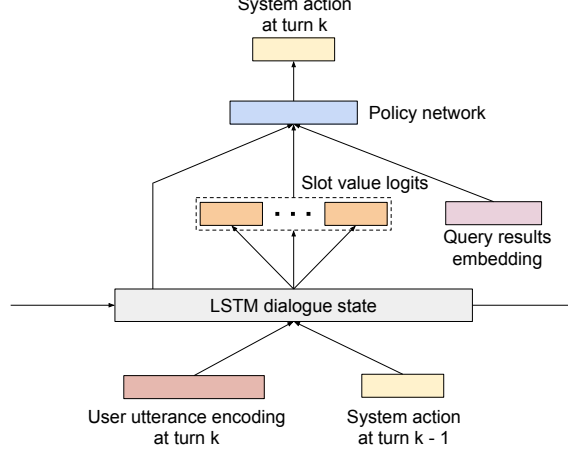 System action
at turn k
Policy network
Slot value logits
Query results
embedding
LSTM dialogue state
User utterance encoding
at turn k
System action
at turn k - 1